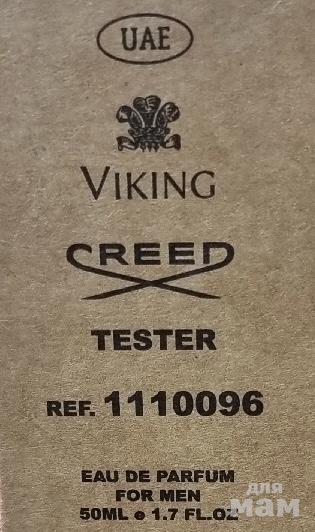 UAE
VIKING
CREED
TESTER
REF. 1110096
EAU DE PARFUM
FOR MEN
50ML e 1.7 FL.OZ
для
мам